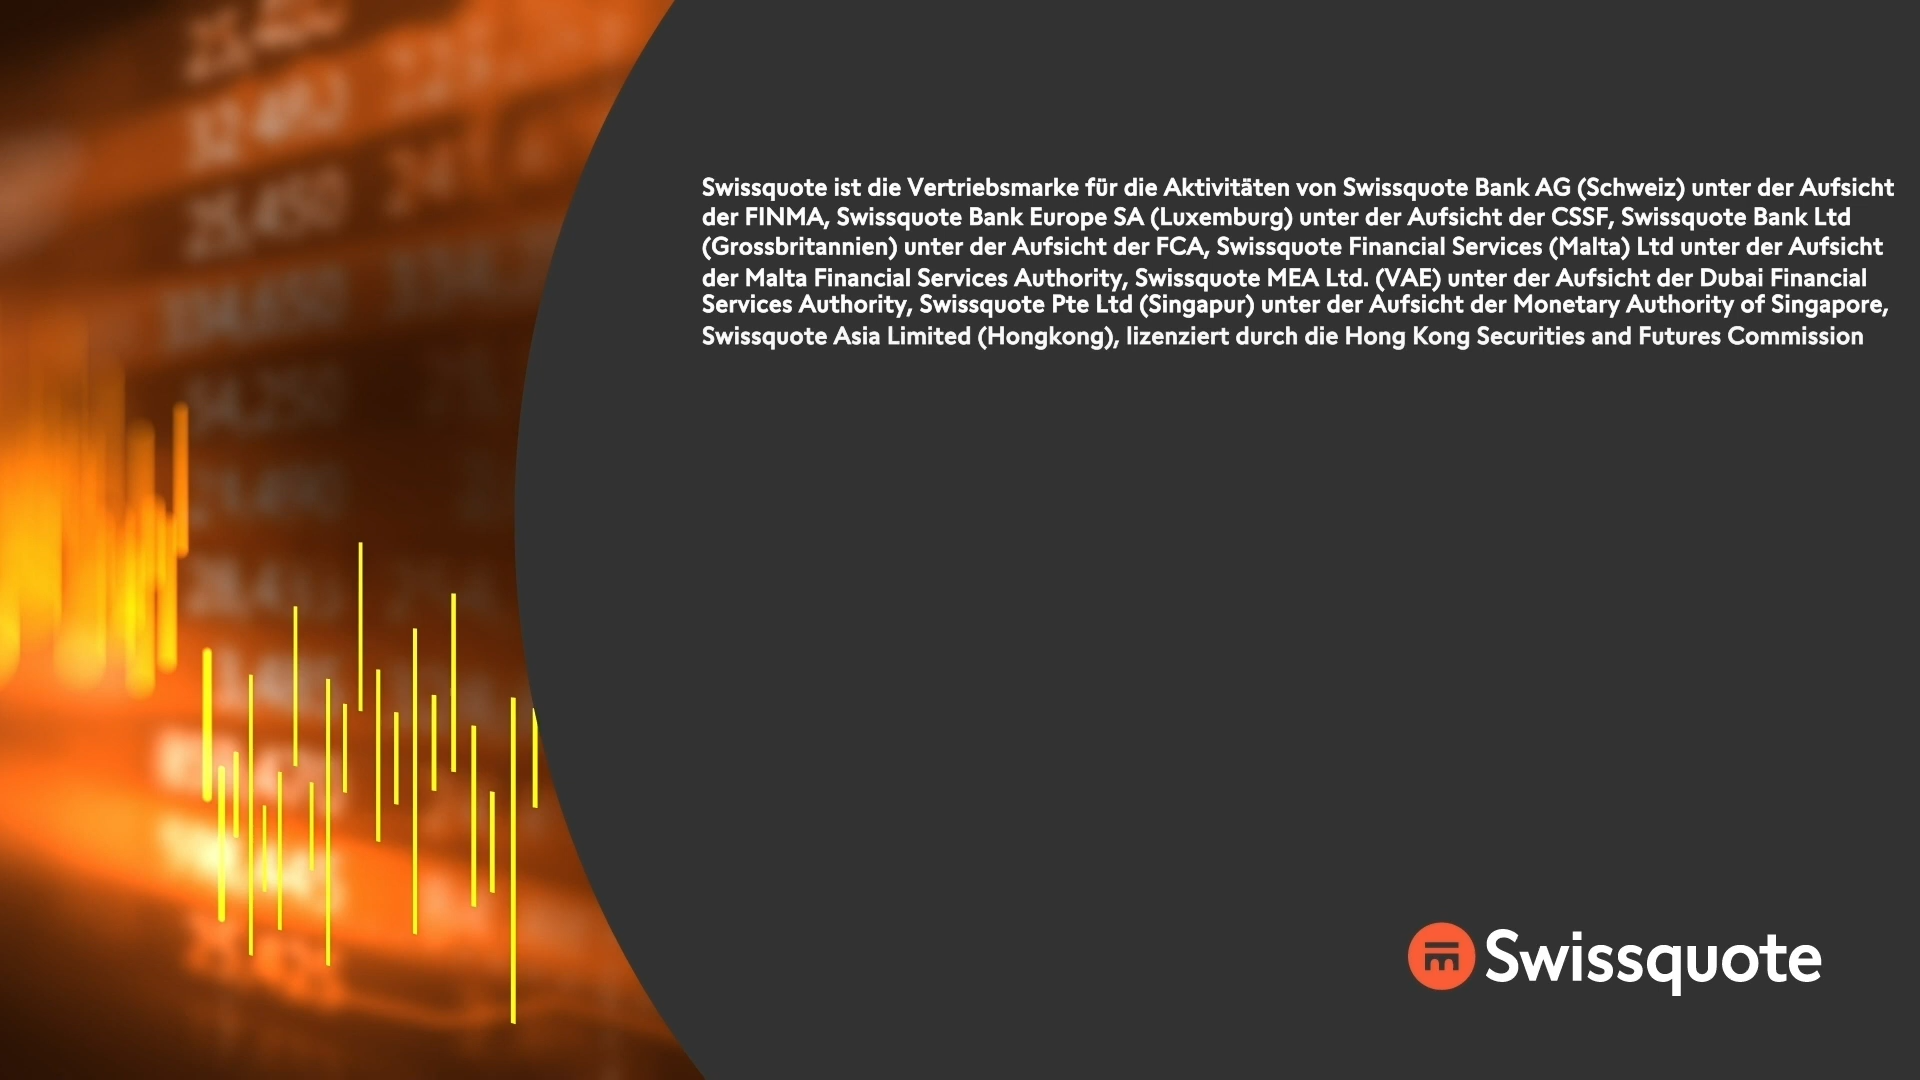 Swissquote ist die Vertriebsmarke für die Aktivitäten von Swissquote Bank AG (Schweiz) unter der Aufsicht
der FINMA, Swissquote Bank Europe SA (Luxemburg) unter der Aufsicht der CSSF, Swissquote Bank Ltd
(Grossbritannien) unter der Aufsicht der FCA, Swissquote Financial Services (Malta) Ltd unter der Aufsicht
der Malta Financial Services Authority, Swissquote MEA Ltd. (VAE) unter der Aufsicht der Dubai Financial
Services Authority, Swissquote Pte Ltd (Singapur) unter der Aufsicht der Monetary Authority of Singapore,
Swissquote Asia Limited (Hongkong), lizenziert durch die Hong Kong Securities and Futures Commission
Swissquote